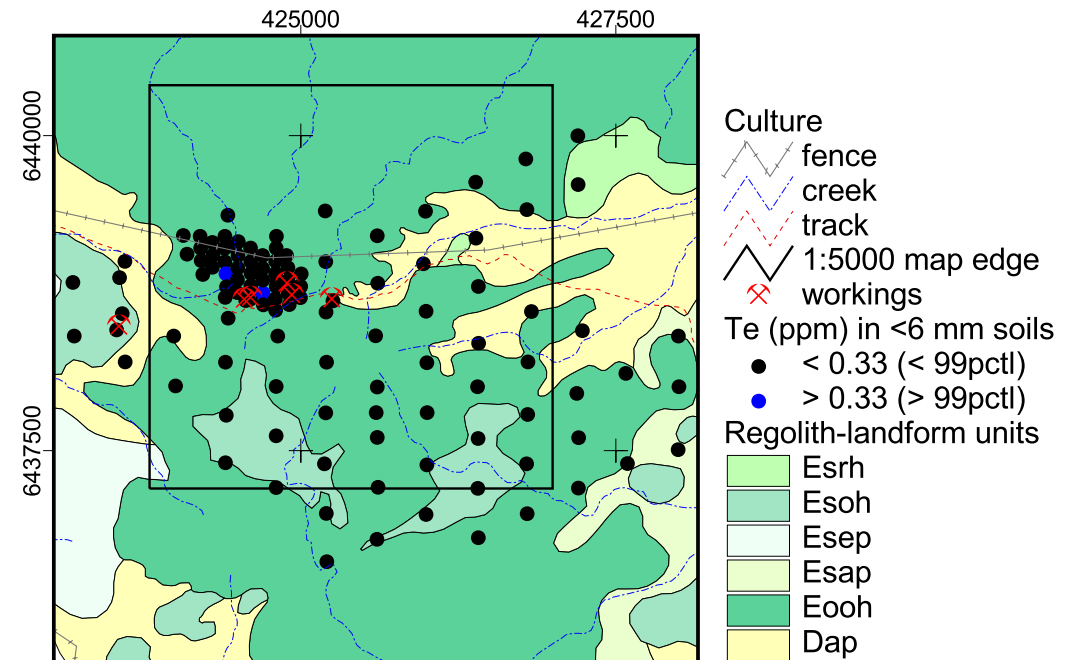 425000
427500
6440000
6437500
Culture
fence
creek
track
1:5000 map edge
workings
Te (ppm) in <6 mm soils
< 0.33 (< 99pctl)
> 0.33 (> 99pctl)
Regolith-landform units
Esrh
Esoh
Esep
Esap
Eooh
Dap